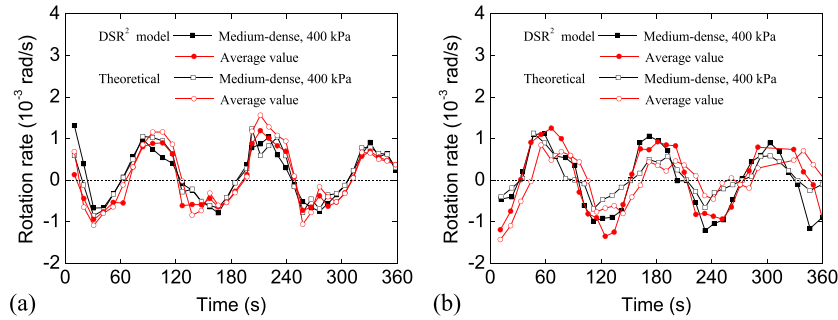 DSR² model Medium-dense, 400 kPa
Average value
Theoretical Medium-dense, 400 kPa
Average value
Rotation rate (10⁻³ rad/s)
4
3
2
1
0
-1
-2
0 60 120 180 240 300 360
Time (s)
(a)
DSR² model Medium-dense, 400 kPa
Average value
Theoretical Medium-dense, 400 kPa
Average value
Rotation rate (10⁻³ rad/s)
4
3
2
1
0
-1
-2
0 60 120 180 240 300 360
Time (s)
(b)